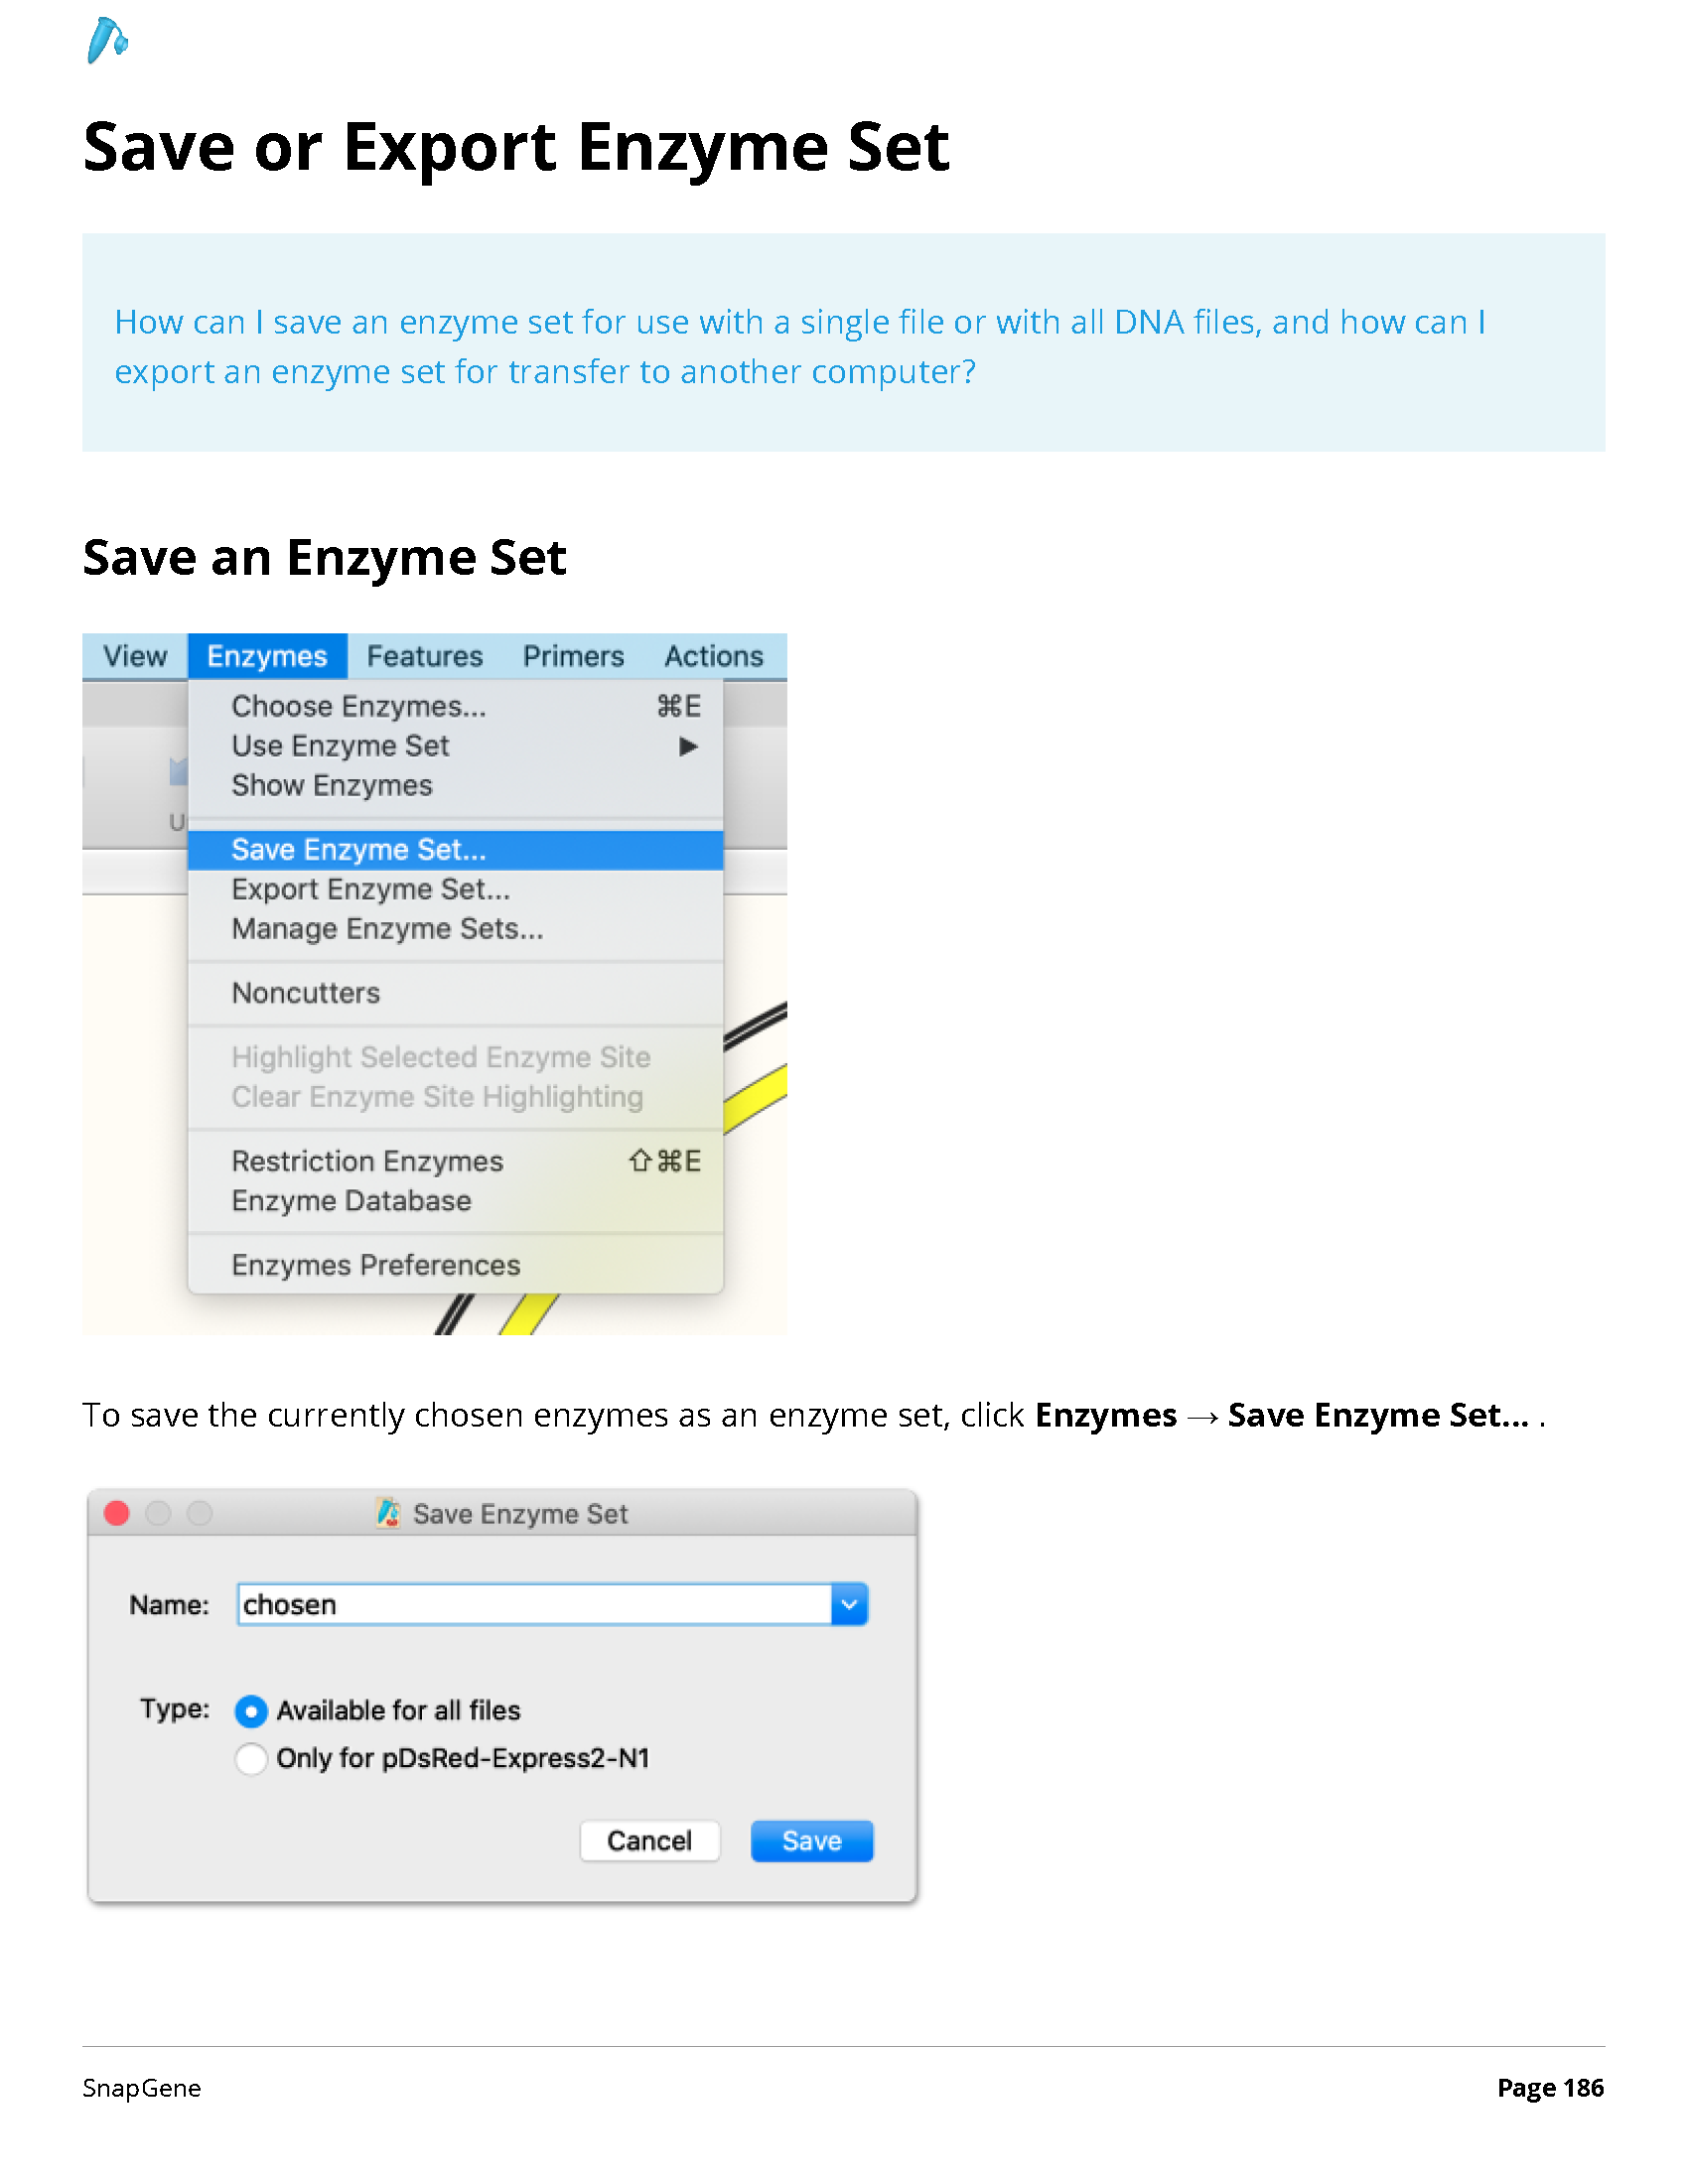 Save or Export Enzyme Set
How can I save an enzyme set for use with a single file or with all DNA files, and how can I
export an enzyme set for transfer to another computer?
Save an Enzyme Set
View Enzymes Features Primers Actions
Choose Enzymes... ⌘E
Use Enzyme Set ▶
Show Enzymes
Save Enzyme Set...
Export Enzyme Set...
Manage Enzyme Sets...
Noncutters
Highlight Selected Enzyme Site
Clear Enzyme Site Highlighting
Restriction Enzymes ⇧⌘E
Enzyme Database
Enzymes Preferences
To save the currently chosen enzymes as an enzyme set, click Enzymes → Save Enzyme Set... .
Save Enzyme Set
Name: chosen
Type: Available for all files
Only for pDsRed-Express2-N1
Cancel Save
SnapGene Page 186